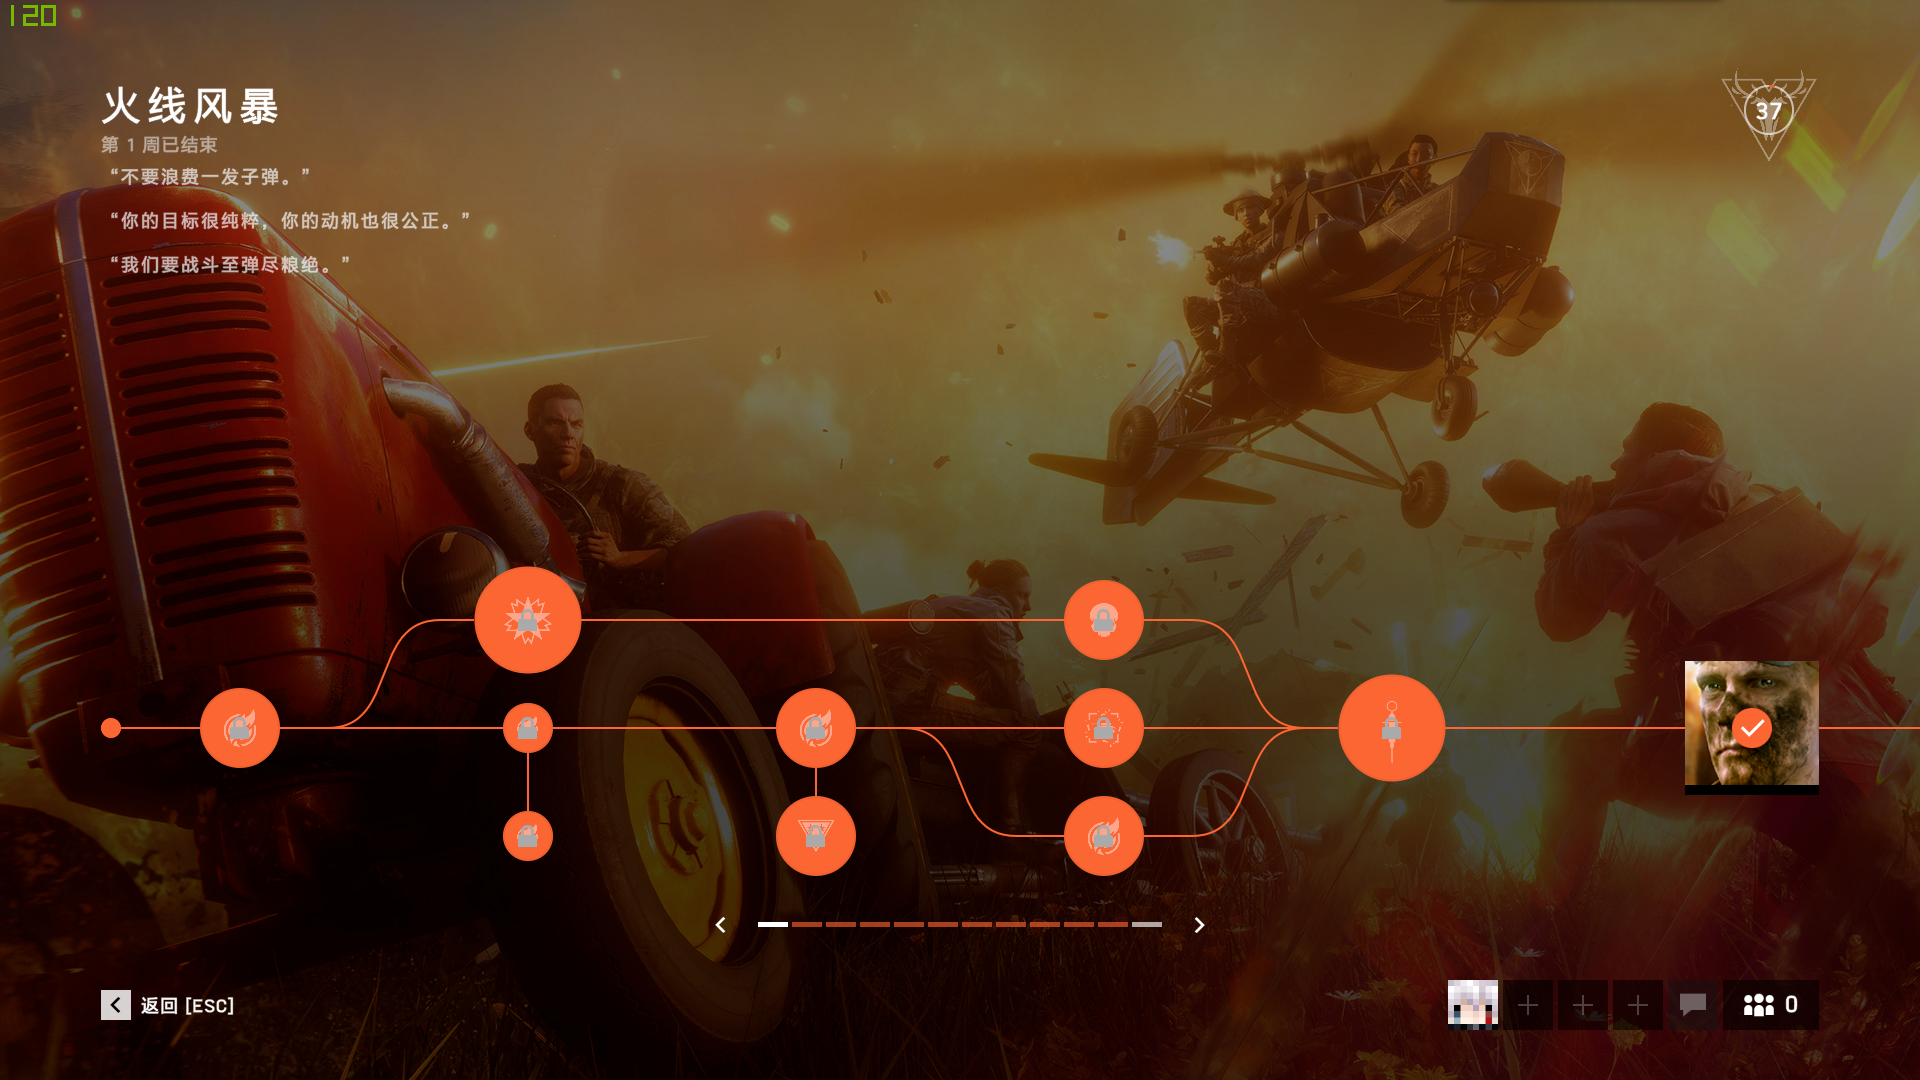 120
火线风暴
37
第 1 周已结束
“不要浪费一发子弹。”
“你的目标很纯粹，你的动机也很公正。”
“我们要战斗至弹尽粮绝。”
返回 [ESC]
0